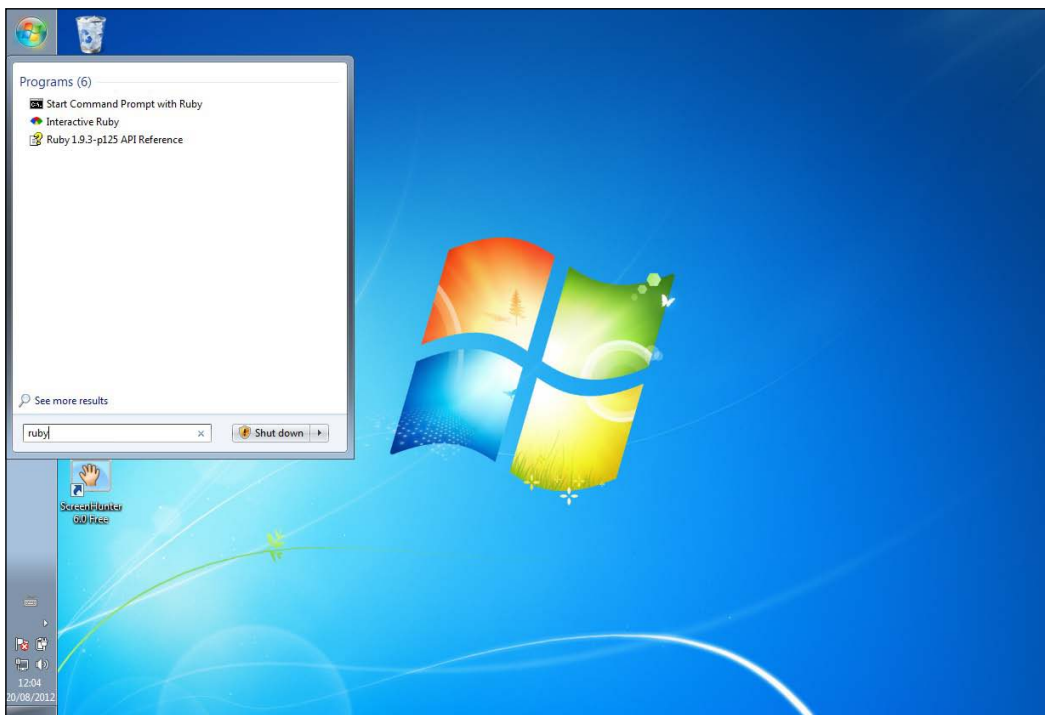 Programs (6)
Start Command Prompt with Ruby
Interactive Ruby
Ruby 1.9.3-p125 API Reference
See more results
ruby
Shut down
ScreenHunter
6.0 Free
12:04
20/08/2012